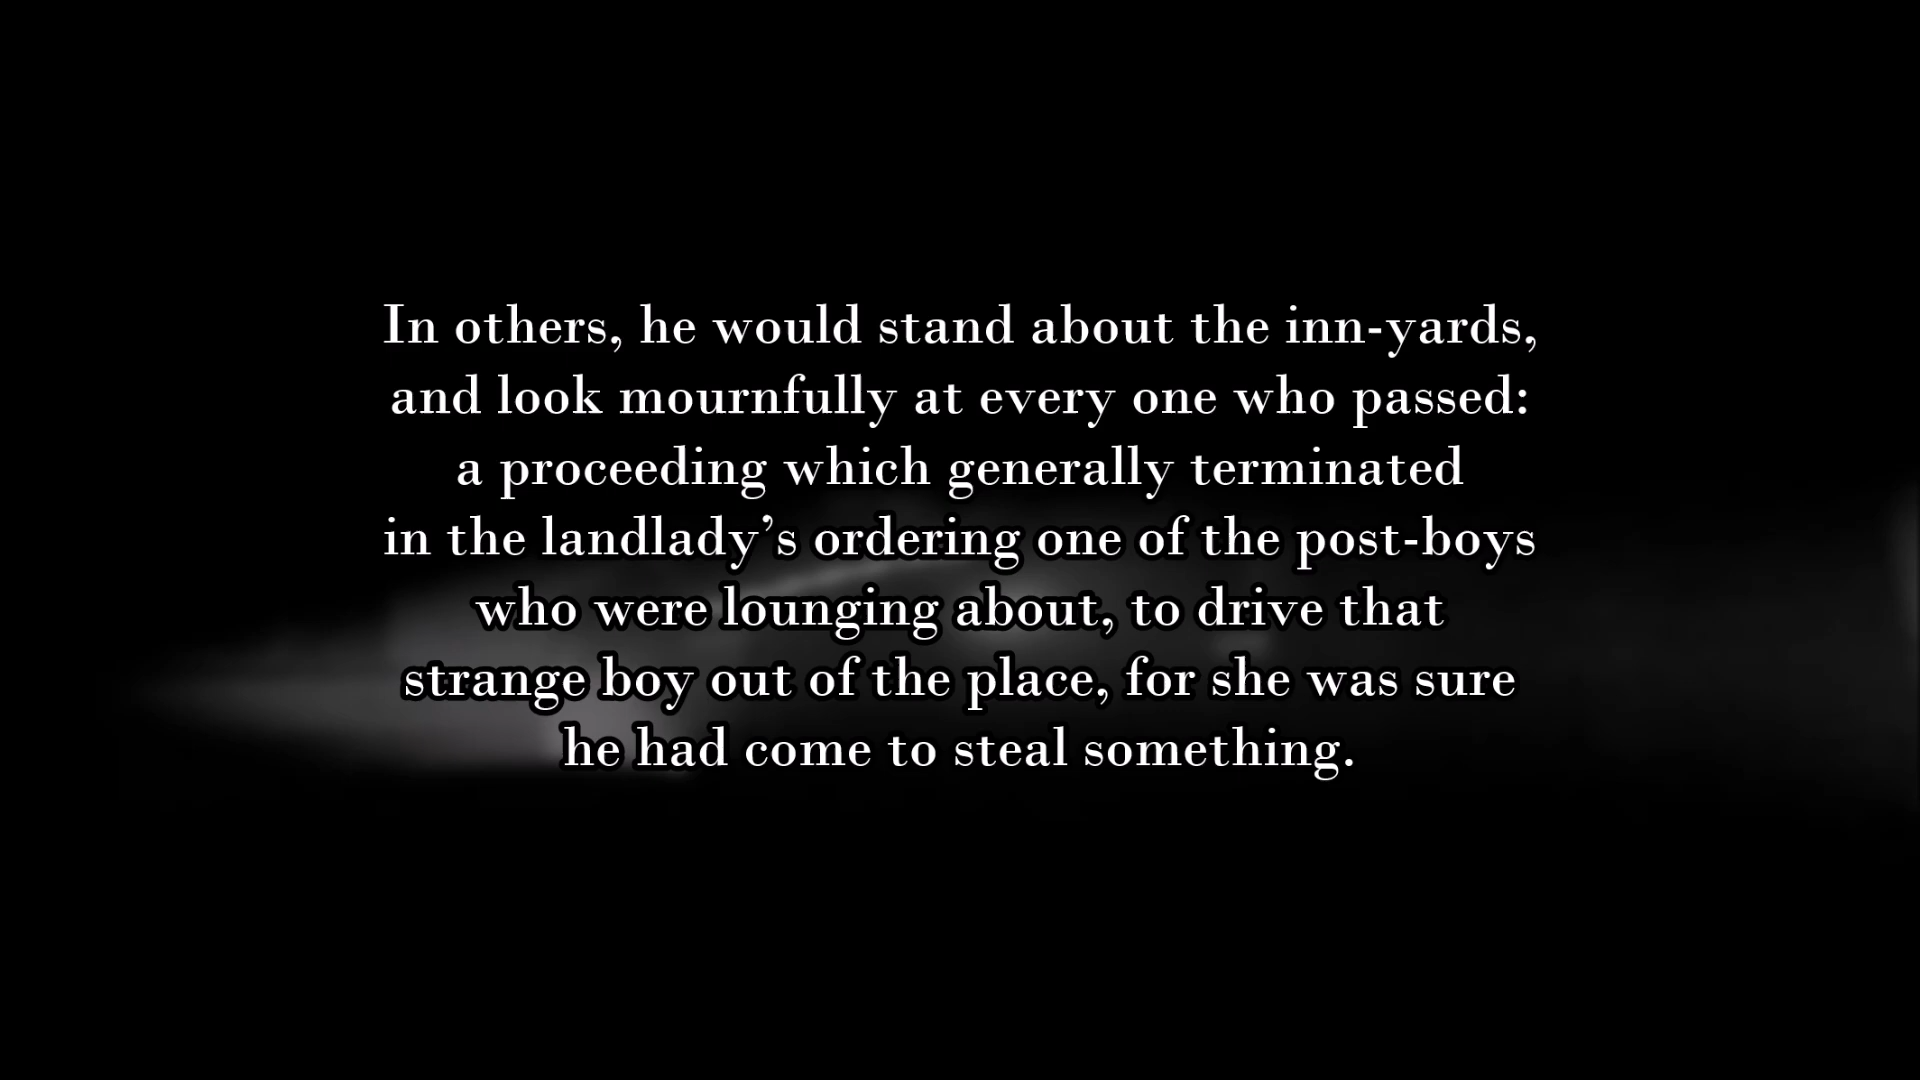 In others, he would stand about the inn-yards,
and look mournfully at every one who passed:
a proceeding which generally terminated
in the landlady’s ordering one of the post-boys
who were lounging about, to drive that
strange boy out of the place, for she was sure
he had come to steal something.